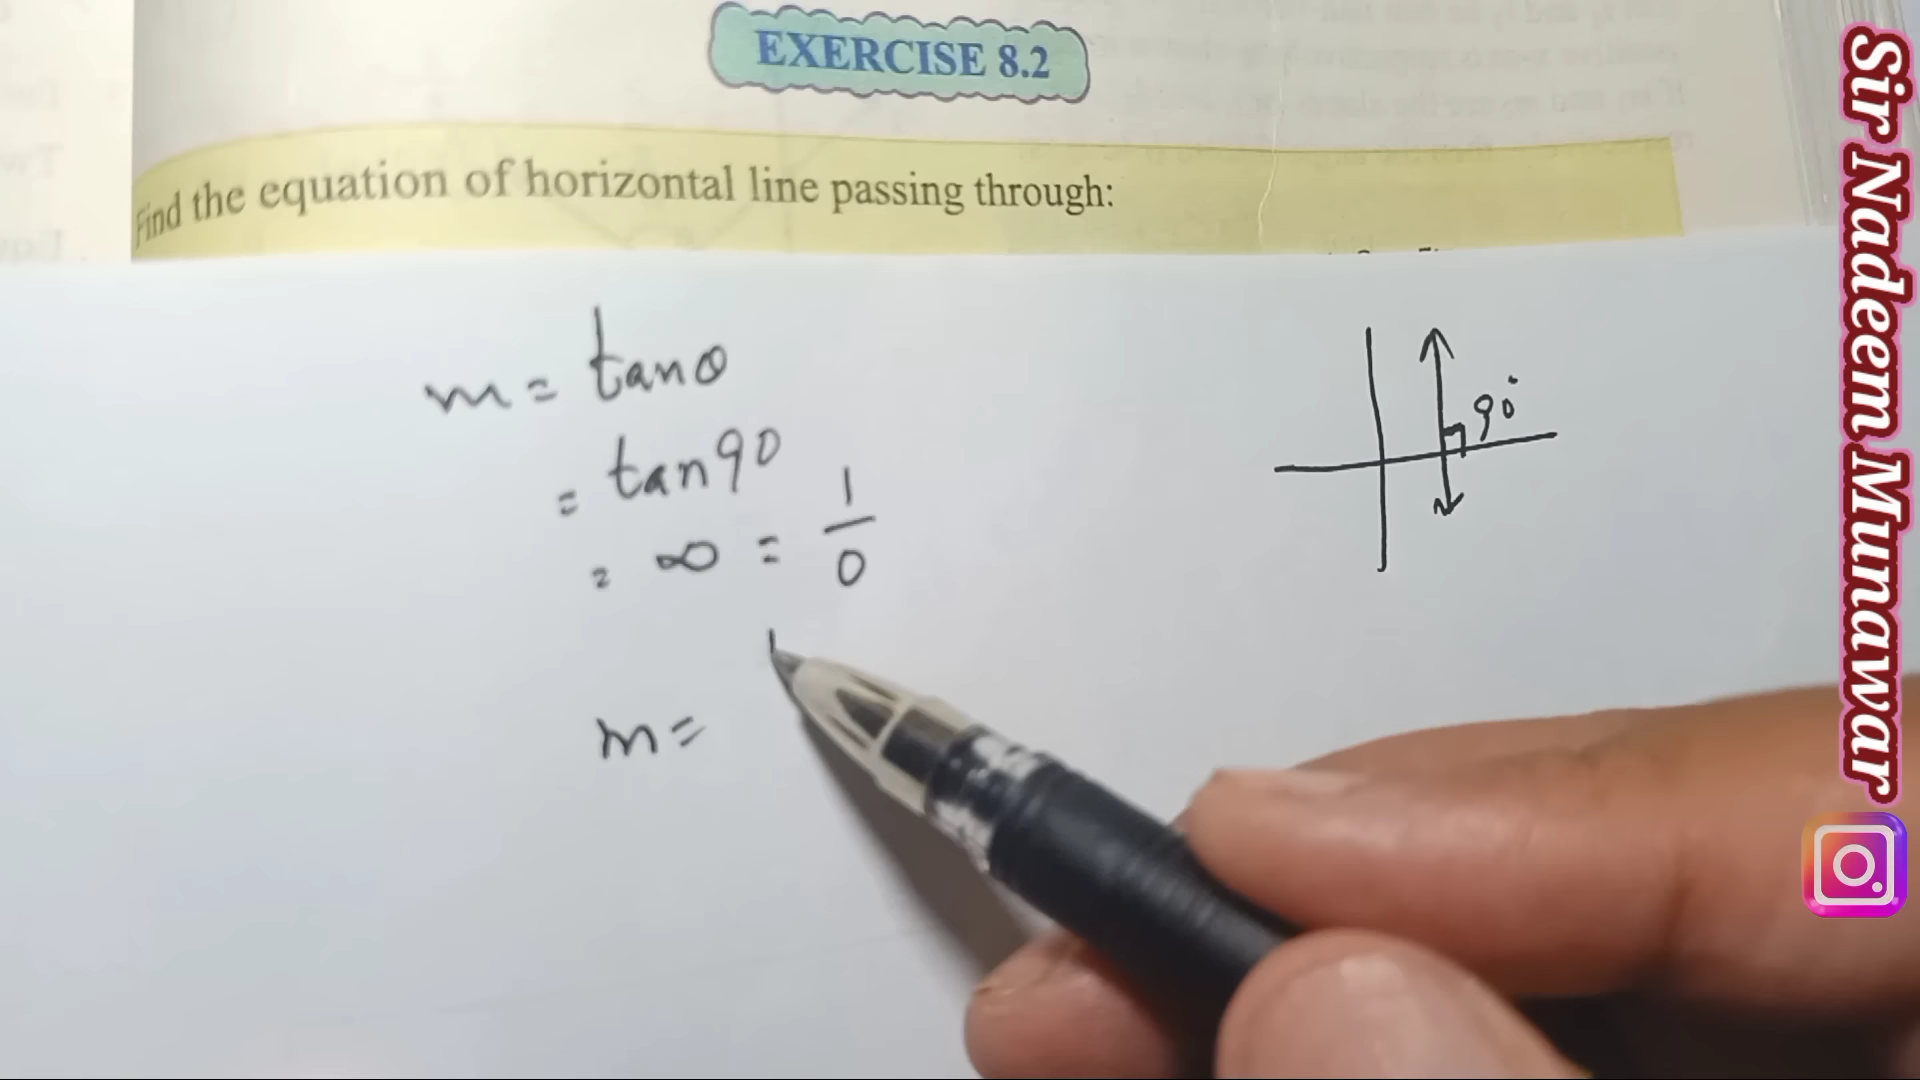 EXERCISE 8.2
Find the equation of horizontal line passing through:
m = tanθ
= tan90
= ∞ = 1/0
m =
90°
Sir Nadeem Munawar